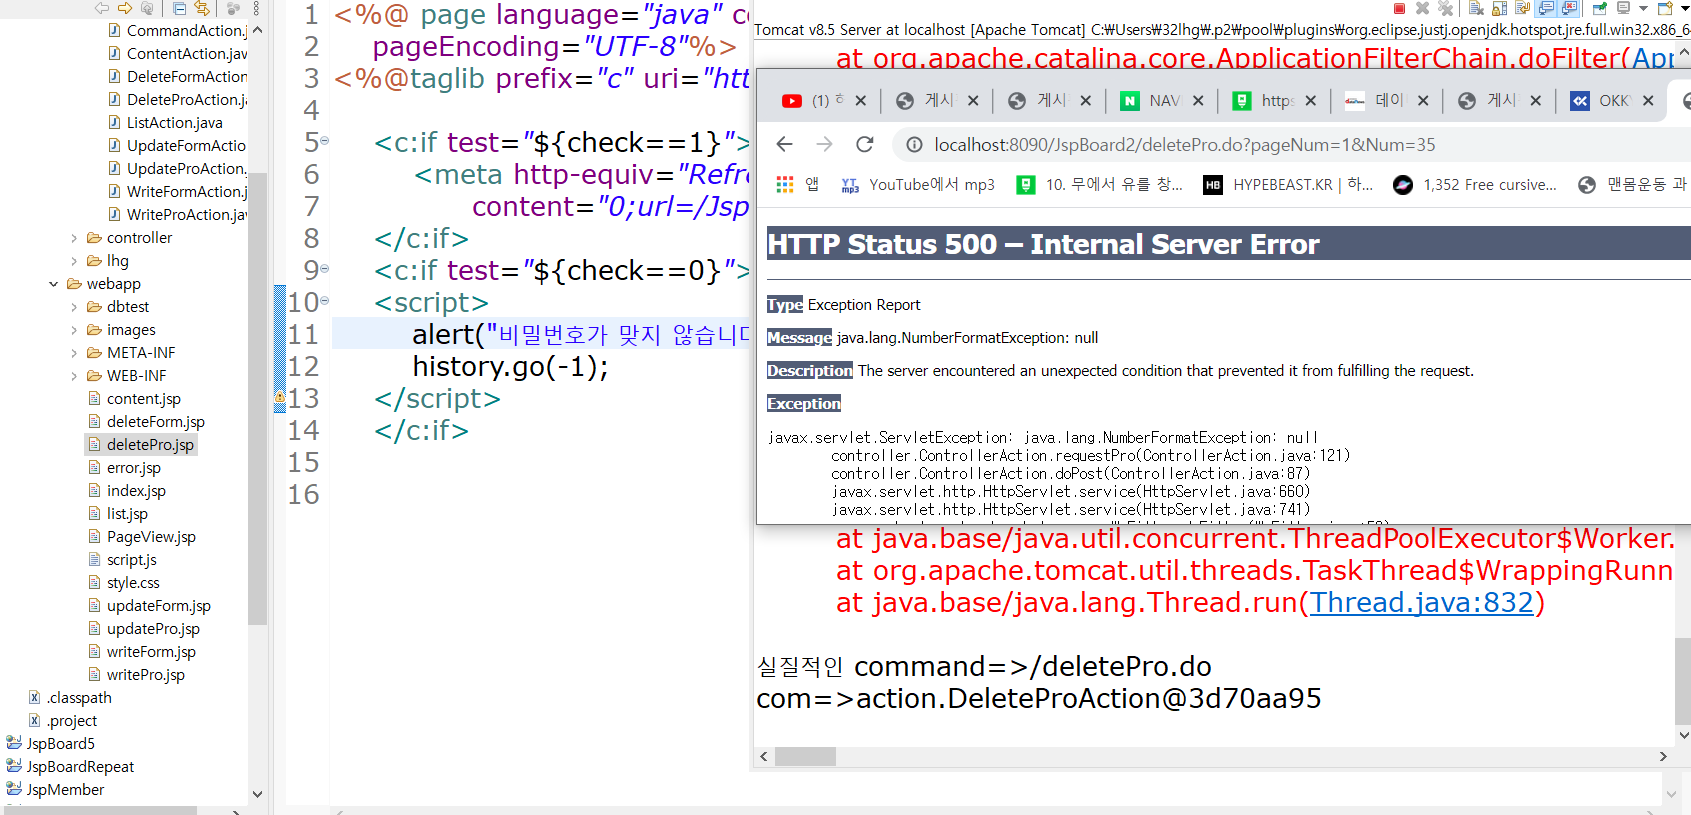 CommandAction.j
ContentAction.jav
DeleteFormAction
DeleteProAction.ja
ListAction.java
UpdateFormActio
UpdateProAction.
WriteFormAction.j
WriteProAction.jav
controller
lhg
webapp
dbtest
images
META-INF
WEB-INF
content.jsp
deleteForm.jsp
deletePro.jsp
error.jsp
index.jsp
list.jsp
PageView.jsp
script.js
style.css
updateForm.jsp
updatePro.jsp
writeForm.jsp
writePro.jsp
.classpath
.project
JspBoard5
JspBoardRepeat
JspMember
1 <%@ page language="java" co
2 pageEncoding="UTF-8"%>
3 <%@taglib prefix="c" uri="htt
4
5 <c:if test="${check==1}">
6 <meta http-equiv="Refre
7 content="0;url=/Jsp
8 </c:if>
9 <c:if test="${check==0}">
10 <script>
11 alert("비밀번호가 맞지 않습니다
12 history.go(-1);
13 </script>
14 </c:if>
15
16
Tomcat v8.5 Server at localhost [Apache Tomcat] C:₩Users₩32lhg₩.p2₩pool₩plugins₩org.eclipse.justj.openjdk.hotspot.jre.full.win32.x86_6
at org.apache.catalina.core.ApplicationFilterChain.doFilter(App
(1) 게시 게시 NAV https 데이 게시 OKK
localhost:8090/JspBoard2/deletePro.do?pageNum=1&Num=35
앱 YT mp3 YouTube에서 mp3 10. 무에서 유를 창... HB HYPEBEAST.KR | 하... 1,352 Free cursive... 맨몸운동 과
HTTP Status 500 – Internal Server Error
Type Exception Report
Message java.lang.NumberFormatException: null
Description The server encountered an unexpected condition that prevented it from fulfilling the request.
Exception
javax.servlet.ServletException: java.lang.NumberFormatException: null
controller.ControllerAction.requestPro(ControllerAction.java:121)
controller.ControllerAction.doPost(ControllerAction.java:87)
javax.servlet.http.HttpServlet.service(HttpServlet.java:660)
javax.servlet.http.HttpServlet.service(HttpServlet.java:741)
at java.base/java.util.concurrent.ThreadPoolExecutor$Worker.
at org.apache.tomcat.util.threads.TaskThread$WrappingRunn
at java.base/java.lang.Thread.run(Thread.java:832)
실질적인 command=>/deletePro.do
com=>action.DeleteProAction@3d70aa95